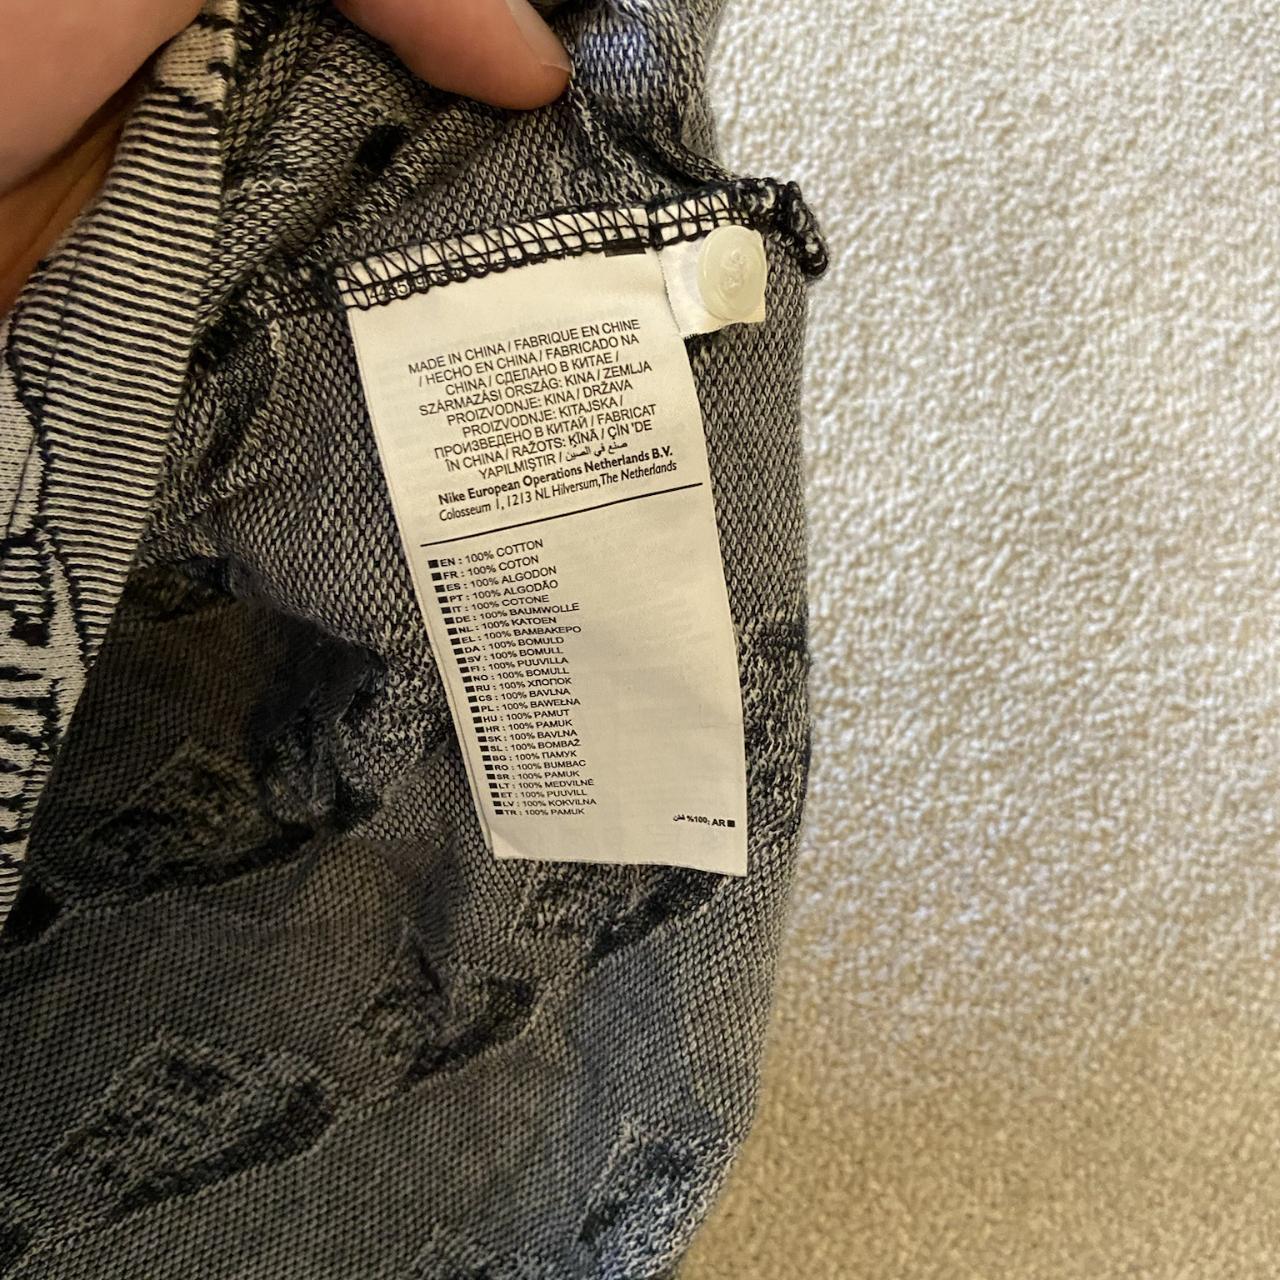 MADE IN CHINA / FABRIQUE EN CHINE
/ HECHO EN CHINA / FABRICADO NA
CHINA / СДЕЛАНО В КИТАЕ /
SZÁRMAZÁSI ORSZÁG: KINA / ZEMLJA
PROIZVODNJE: KINA / DRŽAVA
PROIZVODNJE: KITAJSKA /
ПРОИЗВЕДЕНО В КИТАЙ / FABRICAT
ÎN CHINA / RAŽOTS: ĶĪNĀ / ÇİN 'DE
YAPILMIŞTIR / صنع في الصين
Nike European Operations Netherlands B.V.
Colosseum 1, 1213 NL Hilversum, The Netherlands
EN : 100% COTTON
FR : 100% COTON
ES : 100% ALGODON
PT : 100% ALGODÃO
IT : 100% COTONE
DE : 100% BAUMWOLLE
NL : 100% KATOEN
EL : 100% ΒΑΜΒΑΚΕΡΟ
DA : 100% BOMULD
SV : 100% BOMULL
FI : 100% PUUVILLA
NO : 100% BOMULL
RU : 100% ХЛОПОК
CS : 100% BAVLNA
PL : 100% BAWEŁNA
HU : 100% PAMUT
HR : 100% PAMUK
SK : 100% BAVLNA
SL : 100% BOMBAŽ
BG : 100% ПАМУК
RO : 100% BUMBAC
SR : 100% PAMUK
LT : 100% MEDVILNĖ
ET : 100% PUUVILL
LV : 100% KOKVILNA
TR : 100% PAMUK
AR :100% قطن